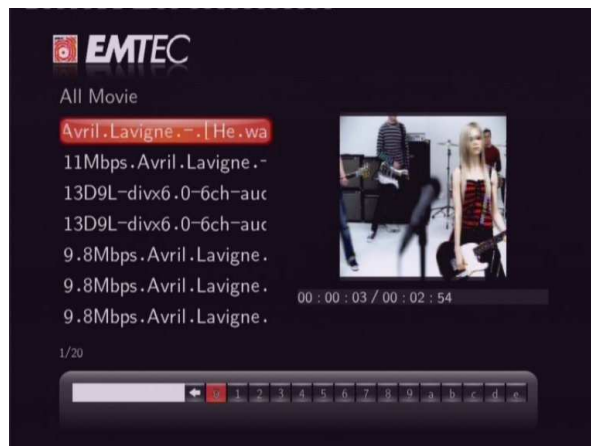 EMTEC
All Movie
Avril.Lavigne.-.[He.wa
11Mbps.Avril.Lavigne.-
13D9L-divx6.0-6ch-auc
13D9L-divx6.0-6ch-auc
9.8Mbps.Avril.Lavigne.
9.8Mbps.Avril.Lavigne.
9.8Mbps.Avril.Lavigne.
00 : 00 : 03 / 00 : 02 : 54
1/20
1 2 3 4 5 6 7 8 9 a b c d e